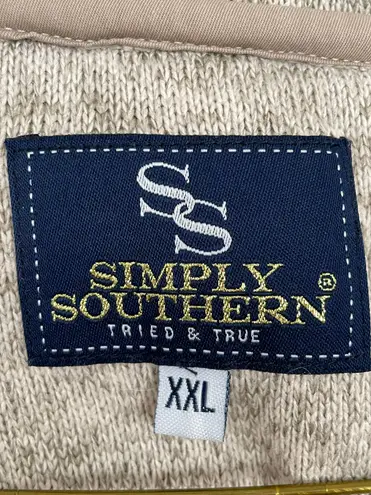 SS
SIMPLY
SOUTHERN®
TRIED & TRUE
XXL